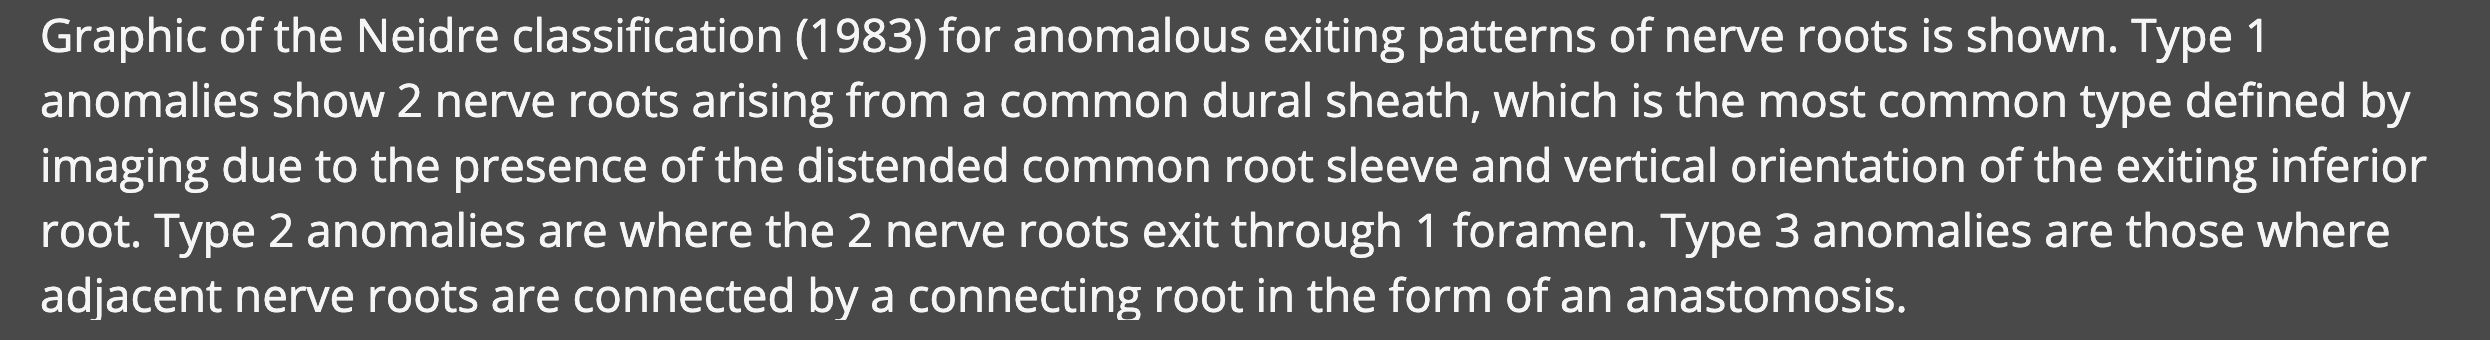 Graphic of the Neidre classification (1983) for anomalous exiting patterns of nerve roots is shown. Type 1
anomalies show 2 nerve roots arising from a common dural sheath, which is the most common type defined by
imaging due to the presence of the distended common root sleeve and vertical orientation of the exiting inferior
root. Type 2 anomalies are where the 2 nerve roots exit through 1 foramen. Type 3 anomalies are those where
adjacent nerve roots are connected by a connecting root in the form of an anastomosis.